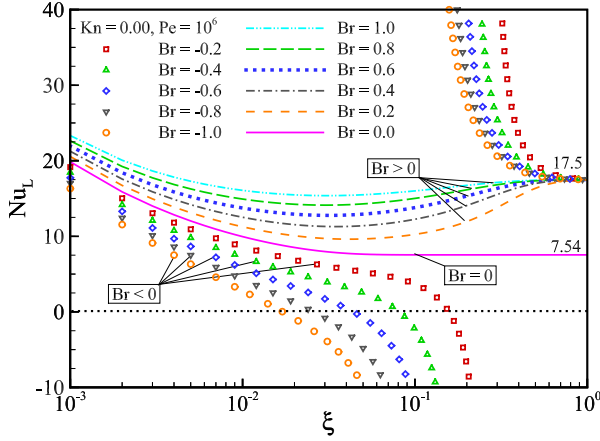 40
30
20
10
0
-10
Nu_L
Kn = 0.00, Pe = 10^6
Br = -0.2
Br = -0.4
Br = -0.6
Br = -0.8
Br = -1.0
Br = 1.0
Br = 0.8
Br = 0.6
Br = 0.4
Br = 0.2
Br = 0.0
17.5
Br > 0
7.54
Br = 0
Br < 0
10^-3
10^-2
10^-1
10^0
ξ